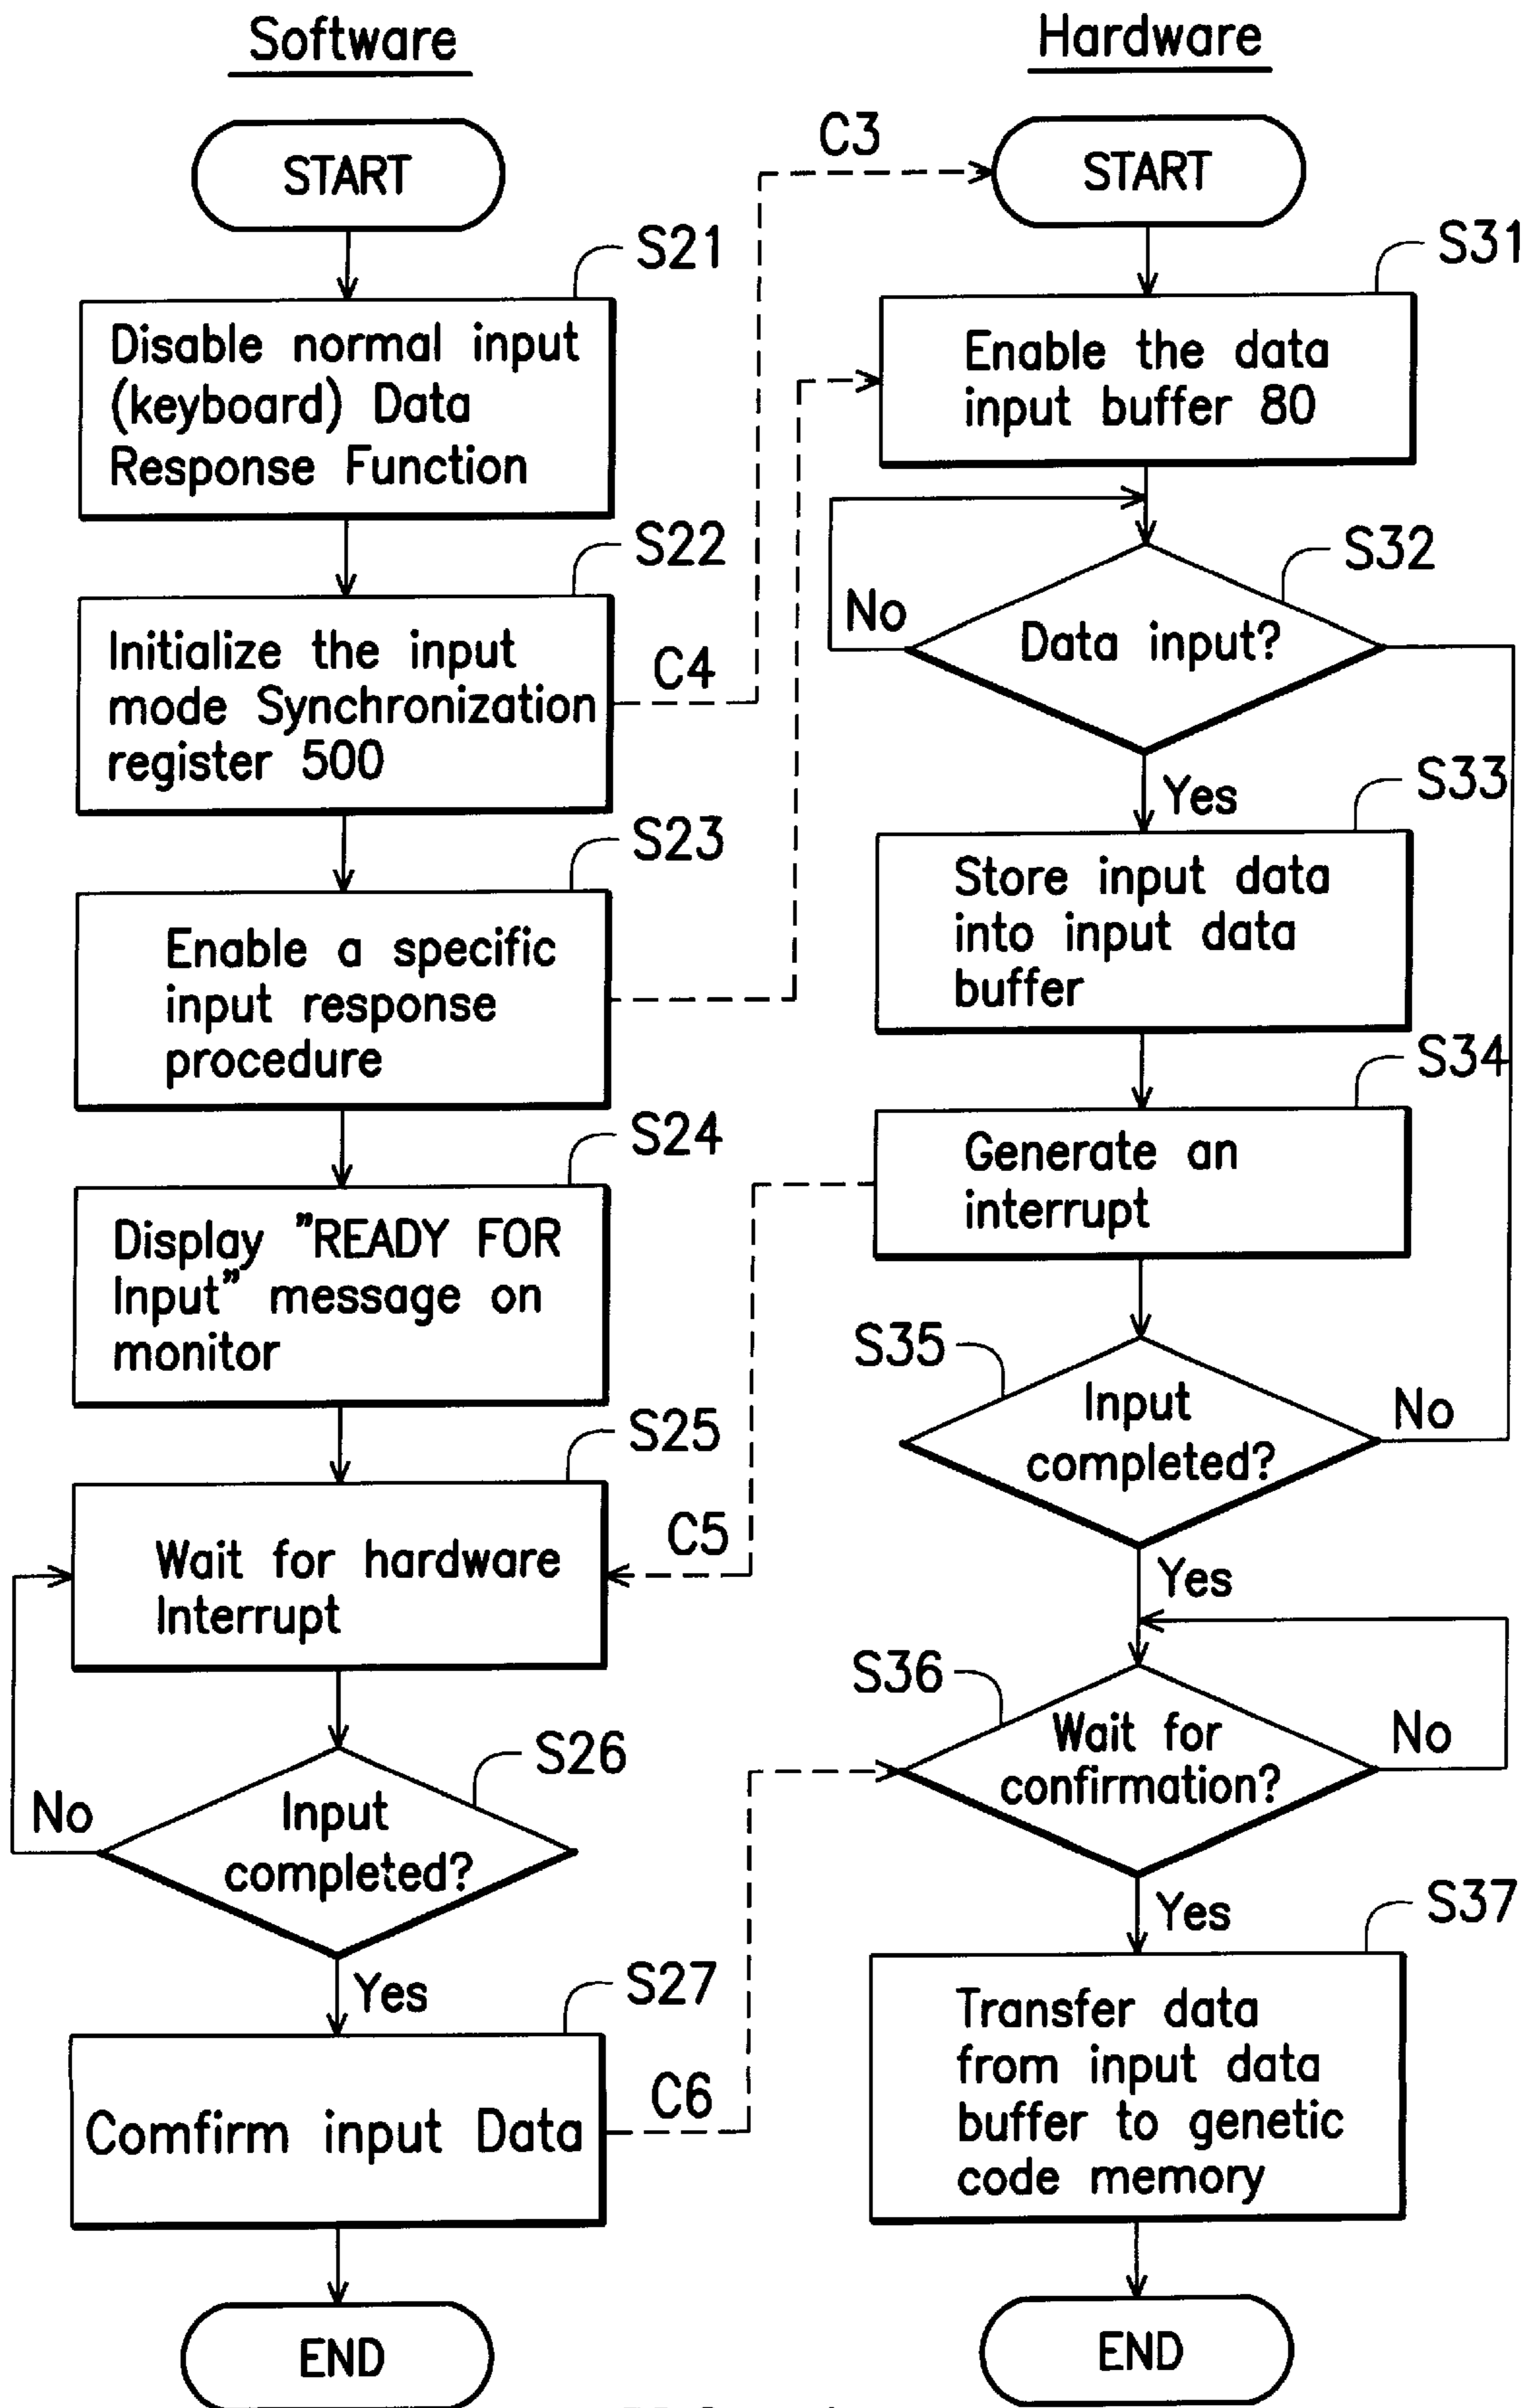 Software
START
S21
Disable normal input
(keyboard) Data
Response Function
S22
Initialize the input
mode Synchronization
register 500
C4
S23
Enable a specific
input response
procedure
S24
Display "READY FOR
Input" message on
monitor
S25
Wait for hardware
Interrupt
C5
S26
Input
completed?
No
Yes
S27
Comfirm input Data
C6
END
Hardware
C3
START
S31
Enable the data
input buffer 80
S32
Data input?
No
Yes
S33
Store input data
into input data
buffer
S34
Generate an
interrupt
S35
Input
completed?
No
Yes
S36
Wait for
confirmation?
No
Yes
S37
Transfer data
from input data
buffer to genetic
code memory
END